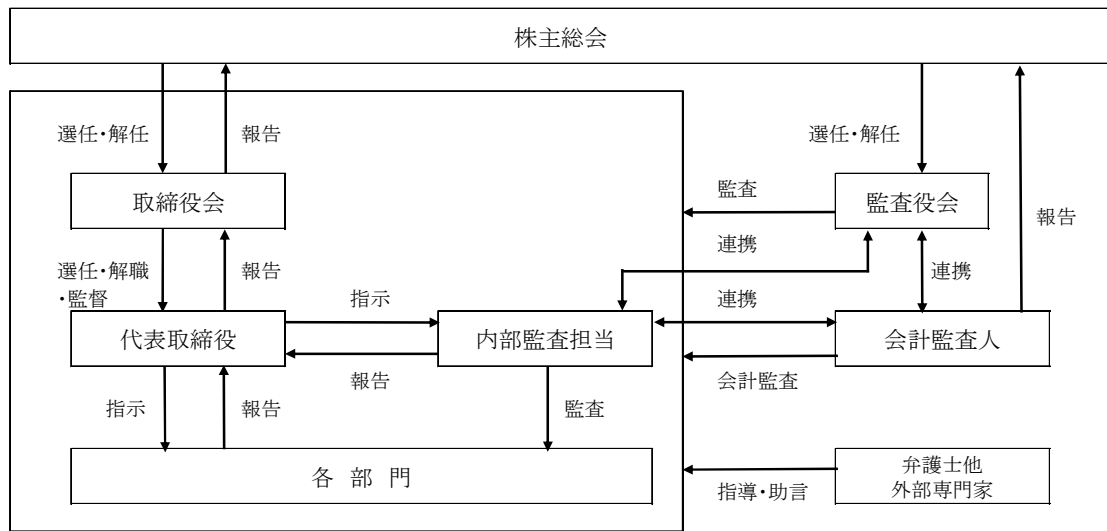 株主総会
選任・解任
報告
選任・解任
取締役会
監査
監査役会
報告
連携
選任・解職
・監督
報告
指示
連携
連携
代表取締役
内部監査担当
会計監査人
報告
会計監査
指示
報告
監査
各 部 門
指導・助言
弁護士他
外部専門家